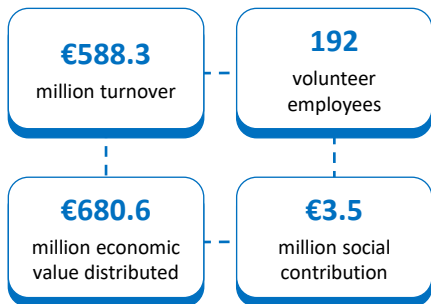 €588.3
million turnover
192
volunteer
employees
€680.6
million economic
value distributed
€3.5
million social
contribution